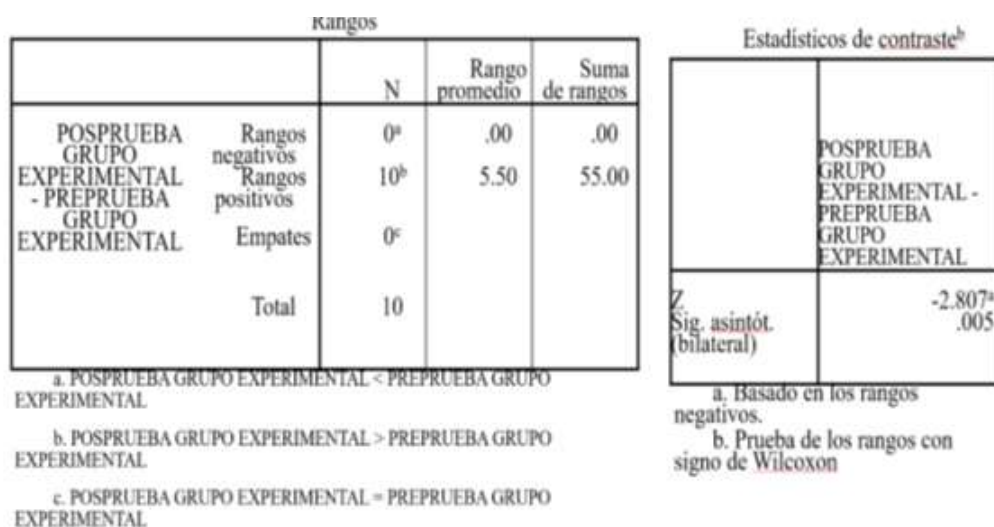 Rangos
N
Rango promedio
Suma de rangos
POSPRUEBA
GRUPO
EXPERIMENTAL
- PREPRUEBA
GRUPO
EXPERIMENTAL
Rangos negativos 0ª .00 .00
Rangos positivos 10ᵇ 5.50 55.00
Empates 0ᶜ
Total 10
a. POSPRUEBA GRUPO EXPERIMENTAL < PREPRUEBA GRUPO
EXPERIMENTAL
b. POSPRUEBA GRUPO EXPERIMENTAL > PREPRUEBA GRUPO
EXPERIMENTAL
c. POSPRUEBA GRUPO EXPERIMENTAL = PREPRUEBA GRUPO
EXPERIMENTAL
Estadísticos de contrasteᵇ
POSPRUEBA
GRUPO
EXPERIMENTAL -
PREPRUEBA
GRUPO
EXPERIMENTAL
Z -2.807ª
Sig. asintót. .005
(bilateral)
a. Basado en los rangos
negativos.
b. Prueba de los rangos con
signo de Wilcoxon